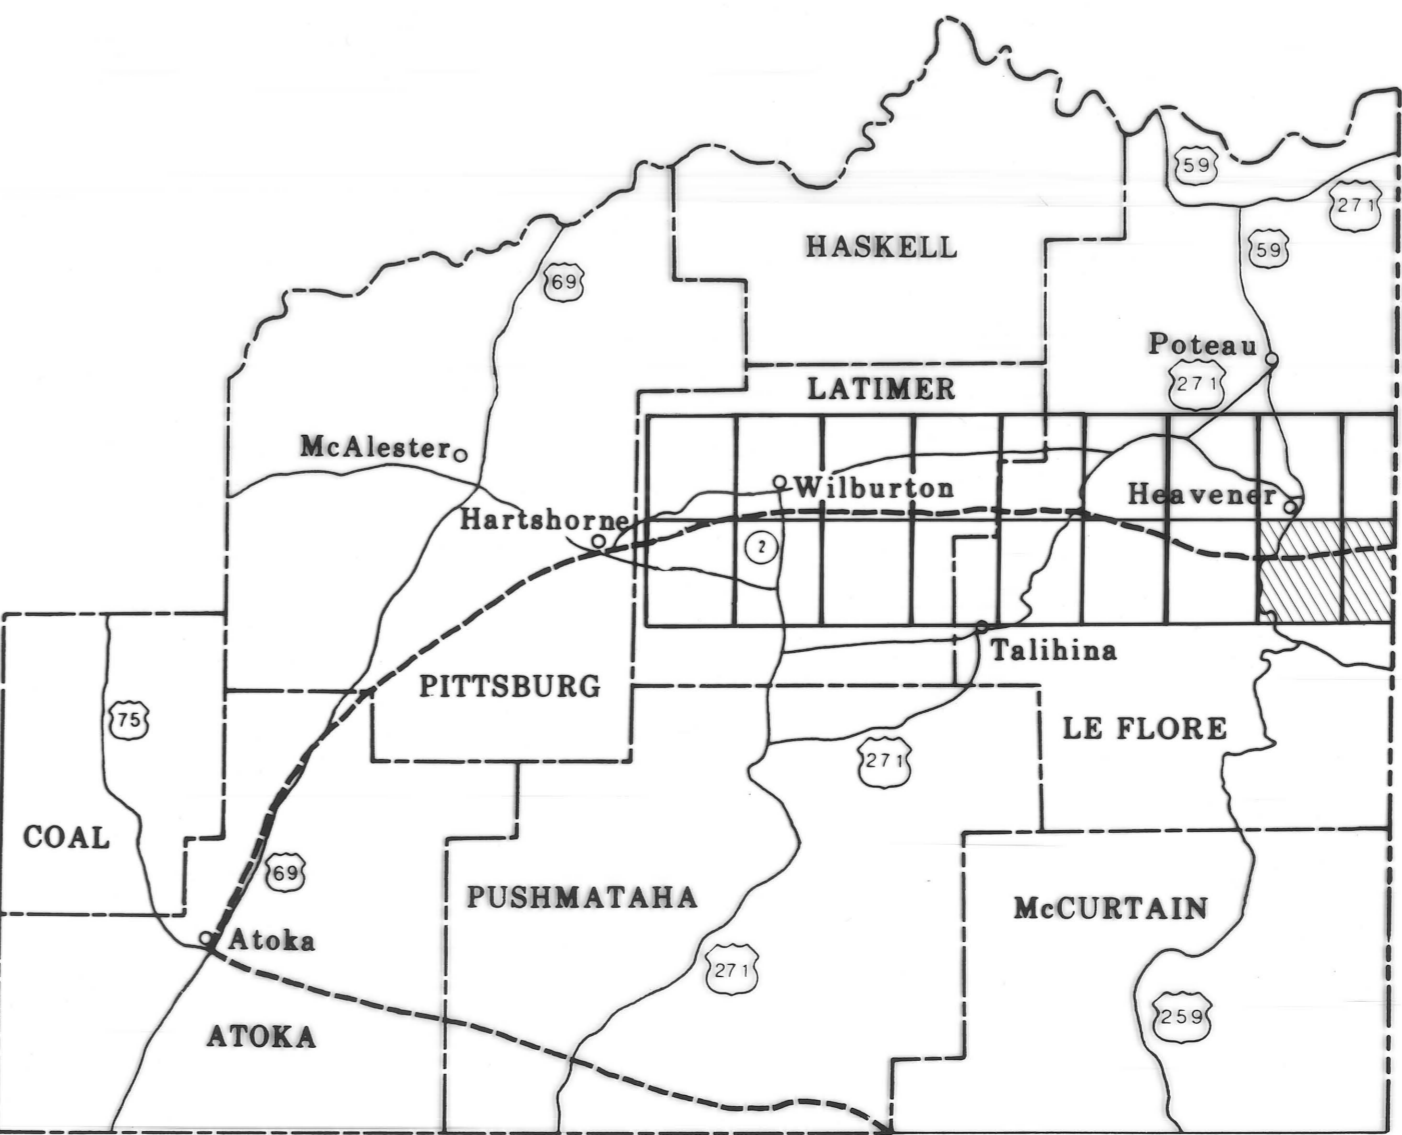 59
271
HASKELL
59
69
Poteau
271
LATIMER
McAlester
Wilburton
Heavener
Hartshorne
2
Talihina
PITTSBURG
75
LE FLORE
271
COAL
69
PUSHMATAHA
McCURTAIN
Atoka
271
259
ATOKA